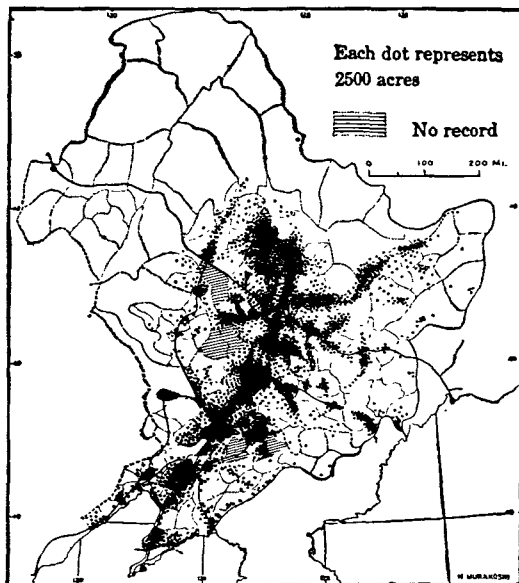 Each dot represents
2500 acres
No record
0 100 200 MI.
N MURAKOSHI